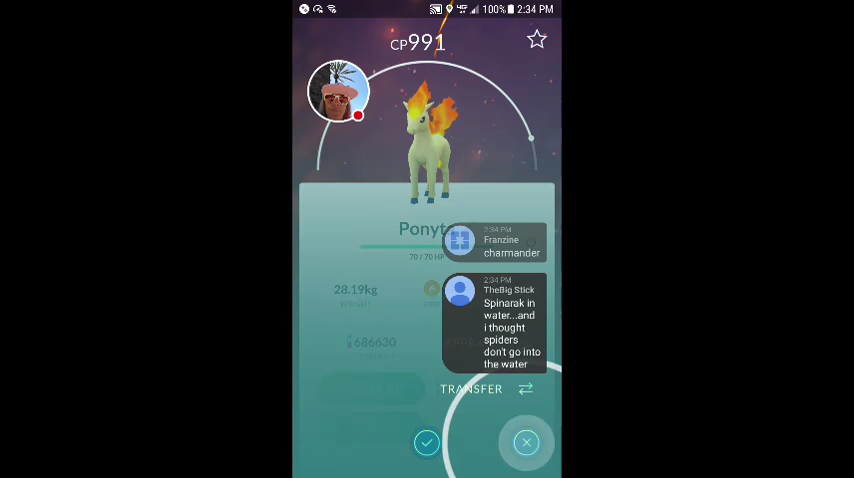 100% 2:34 PM
CP991
Ponyt
70 / 70 HP
2:34 PM
Franzine
charmander
28.19kg
WEIGHT
2:34 PM
TheBig Stick
Spinarak in
water...and
i thought
spiders
don't go into
the water
686630
TRANSFER